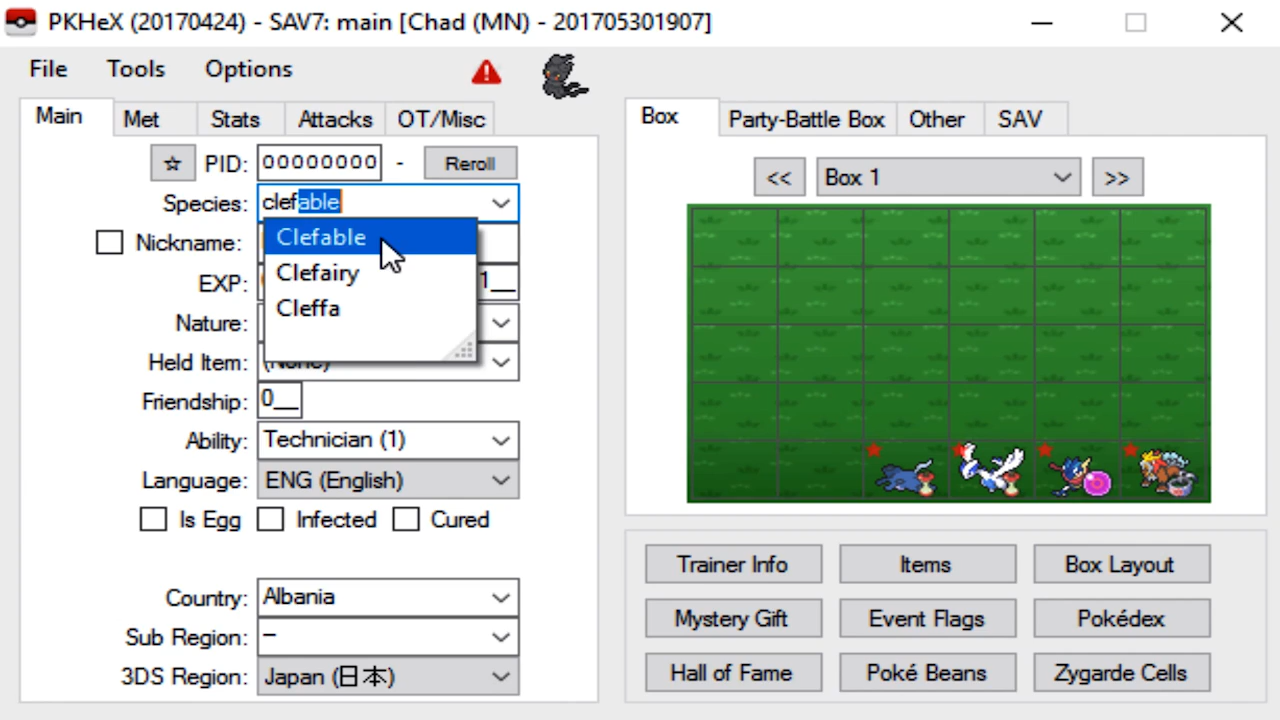 PKHeX (20170424) - SAV7: main [Chad (MN) - 201705301907]
File Tools Options
Main Met Stats Attacks OT/Misc
PID: 00000000 - Reroll
Species: clefable
Clefable
Clefairy
Cleffa
Nickname:
EXP: 1__
Nature:
Held Item: (None)
Friendship: 0__
Ability: Technician (1)
Language: ENG (English)
Is Egg Infected Cured
Country: Albania
Sub Region: –
3DS Region: Japan (日本)
Box Party-Battle Box Other SAV
<< Box 1 >>
Trainer Info Items Box Layout
Mystery Gift Event Flags Pokédex
Hall of Fame Poké Beans Zygarde Cells